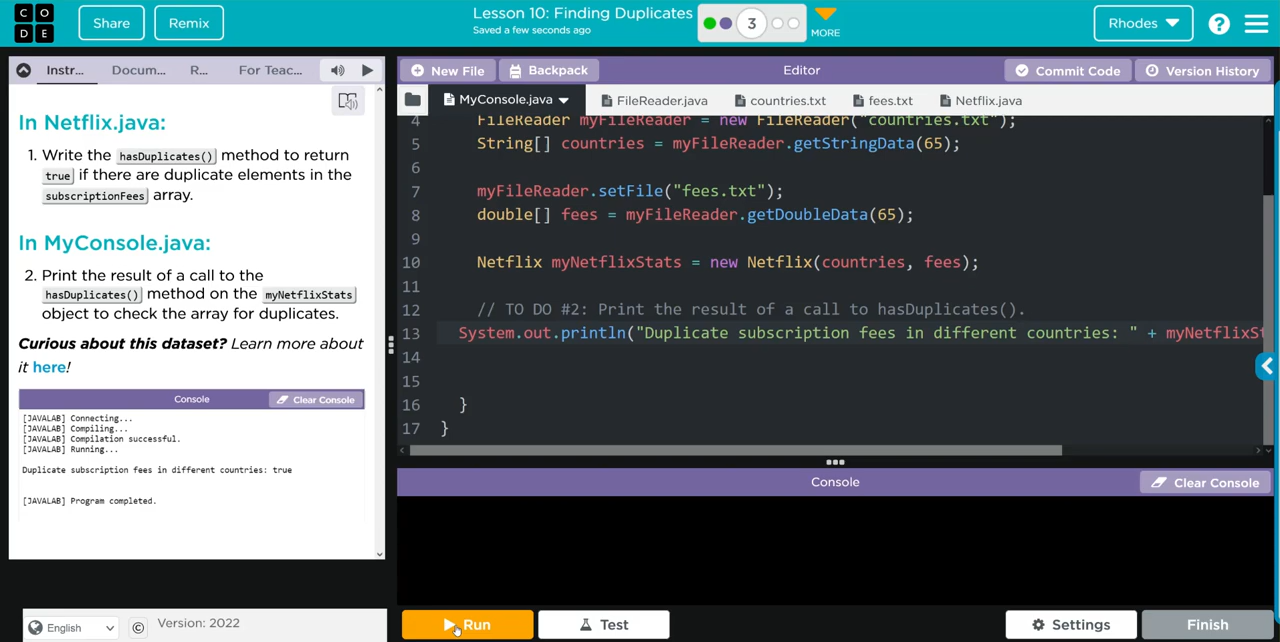 C O
D E
Share
Remix
Lesson 10: Finding Duplicates
Saved a few seconds ago
3
MORE
Rhodes
?
Instr...
Docum...
R...
For Teac...
New File
Backpack
Editor
Commit Code
Version History
MyConsole.java
FileReader.java
countries.txt
fees.txt
Netflix.java
In Netflix.java:
1. Write the hasDuplicates() method to return
true if there are duplicate elements in the
subscriptionFees array.
In MyConsole.java:
2. Print the result of a call to the
hasDuplicates() method on the myNetflixStats
object to check the array for duplicates.
Curious about this dataset? Learn more about
it here!
Console
Clear Console
[JAVALAB] Connecting...
[JAVALAB] Compiling...
[JAVALAB] Compilation successful.
[JAVALAB] Running...
Duplicate subscription fees in different countries: true
[JAVALAB] Program completed.
4 FileReader myFileReader = new FileReader("countries.txt");
5 String[] countries = myFileReader.getStringData(65);
6
7 myFileReader.setFile("fees.txt");
8 double[] fees = myFileReader.getDoubleData(65);
9
10 Netflix myNetflixStats = new Netflix(countries, fees);
11
12 // TO DO #2: Print the result of a call to hasDuplicates().
13 System.out.println("Duplicate subscription fees in different countries: " + myNetflixSt
14
15
16 }
17 }
Console
Clear Console
English
©
Version: 2022
Run
Test
Settings
Finish